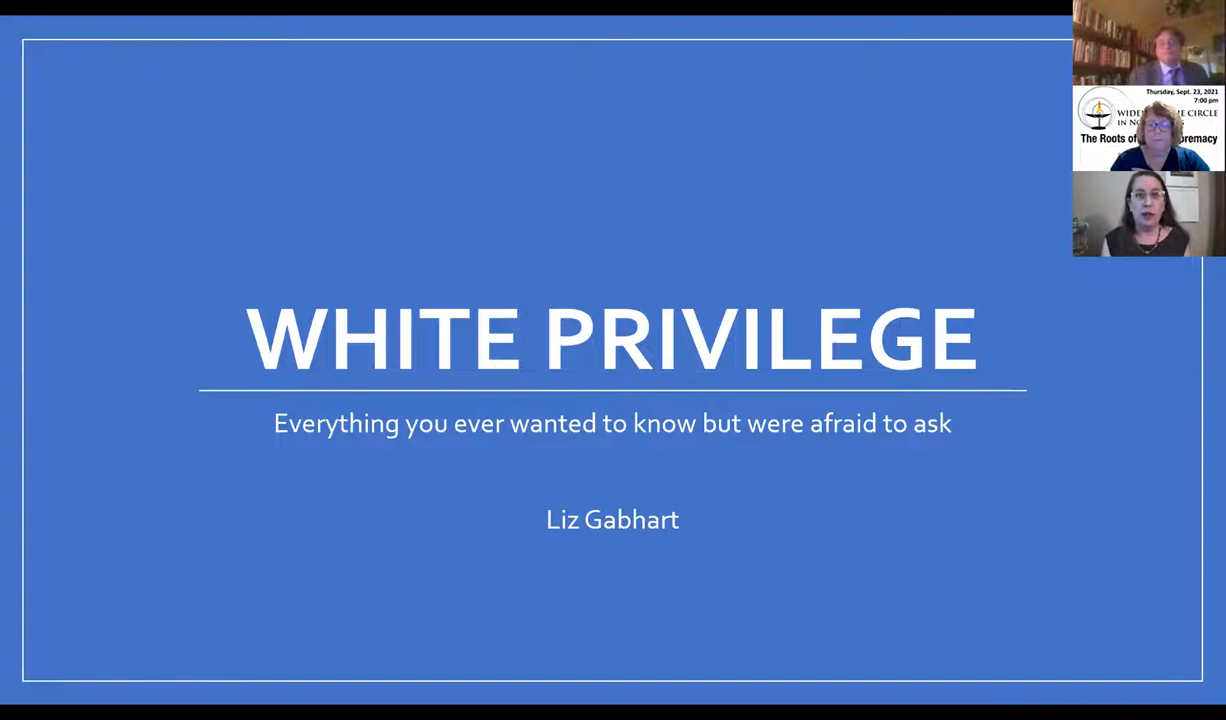 Thursday, Sept. 23, 2021
7:00 pm
CIRCLE
The Roots of
WHITE PRIVILEGE
Everything you ever wanted to know but were afraid to ask
Liz Gabhart